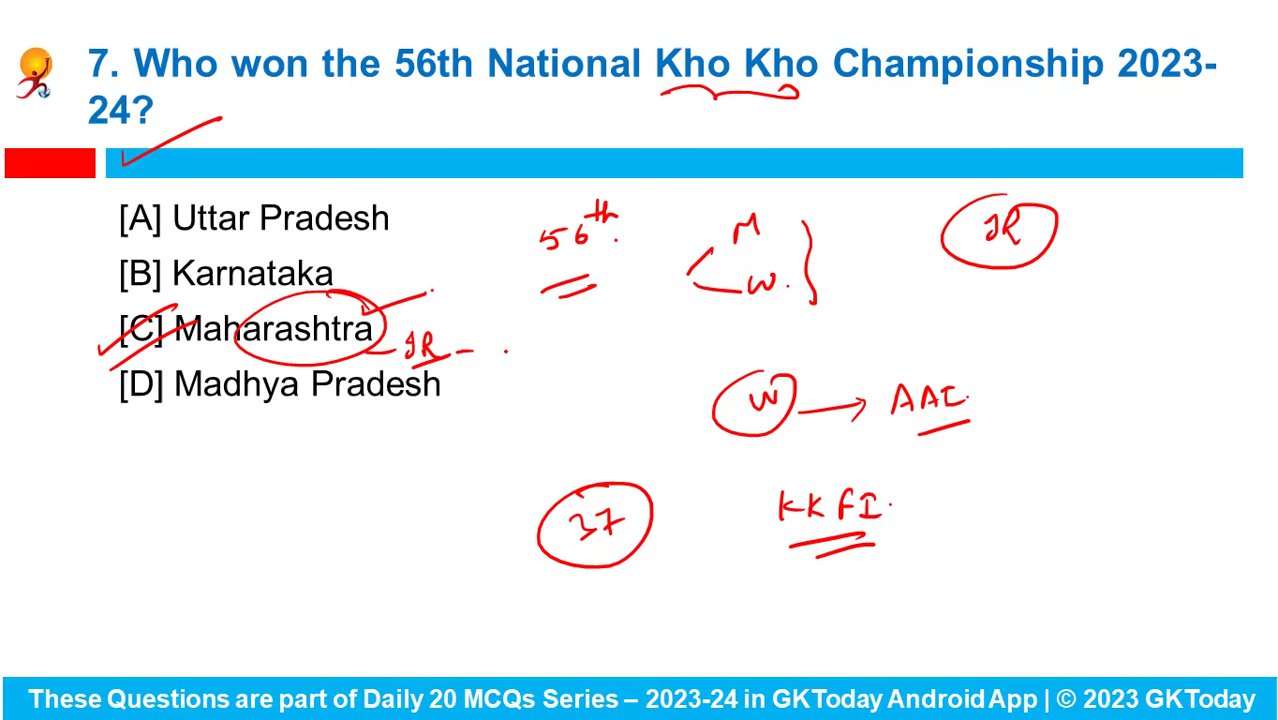 7. Who won the 56th National Kho Kho Championship 2023-
24?
[A] Uttar Pradesh
[B] Karnataka
[C] Maharashtra
[D] Madhya Pradesh
56th
M
W
JR
JR
W → AAI
37
KKFI
These Questions are part of Daily 20 MCQs Series – 2023-24 in GKToday Android App | © 2023 GKToday